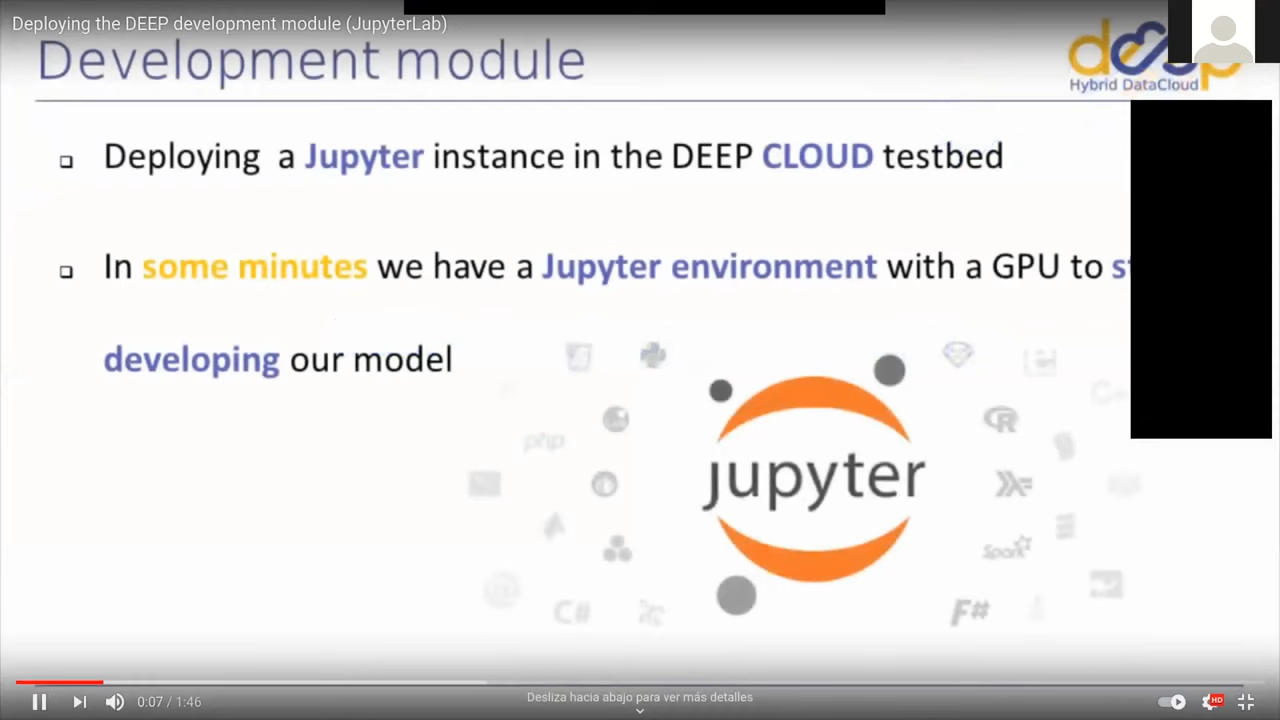 Deploying the DEEP development module (JupyterLab)
Development module
Hybrid DataCloud
Deploying a Jupyter instance in the DEEP CLOUD testbed
In some minutes we have a Jupyter environment with a GPU to
developing our model
php
jupyter
R
Spark
C#
F#
@
0:07 / 1:46
Desliza hacia abajo para ver más detalles
HD